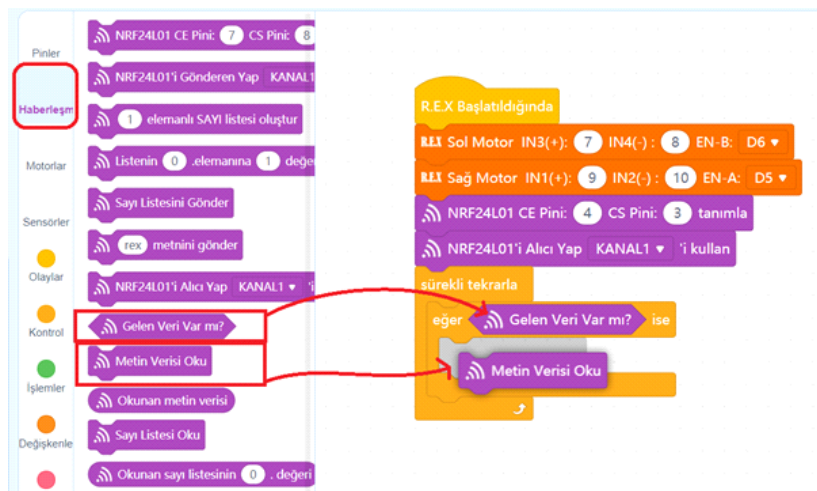 Pinler
Haberleşm
Motorlar
Sensörler
Olaylar
Kontrol
İşlemler
Değişkenle
NRF24L01 CE Pini: 7 CS Pini: 8
NRF24L01'i Gönderen Yap KANAL1
1 elemanlı SAYI listesi oluştur
Listenin 0 .elemanına 1 değe
Sayı Listesini Gönder
rex metnini gönder
NRF24L01'i Alıcı Yap KANAL1 'i
Gelen Veri Var mı?
Metin Verisi Oku
Okunan metin verisi
Sayı Listesi Oku
Okunan sayı listesinin 0 . değeri
R.E.X Başlatıldığında
REX Sol Motor IN3(+): 7 IN4(-) : 8 EN-B: D6
REX Sağ Motor IN1(+): 9 IN2(-) : 10 EN-A: D5
NRF24L01 CE Pini: 4 CS Pini: 3 tanımla
NRF24L01'i Alıcı Yap KANAL1 'i kullan
sürekli tekrarla
eğer Gelen Veri Var mı? ise
Metin Verisi Oku